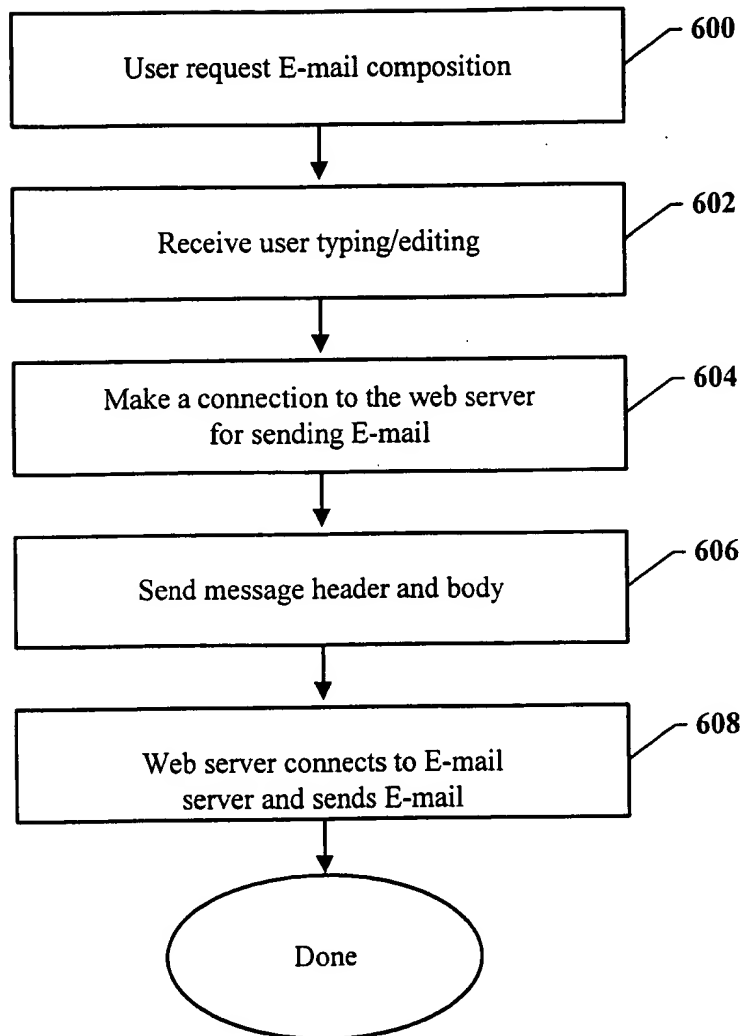 600
User request E-mail composition
602
Receive user typing/editing
604
Make a connection to the web server
for sending E-mail
606
Send message header and body
608
Web server connects to E-mail
server and sends E-mail
Done